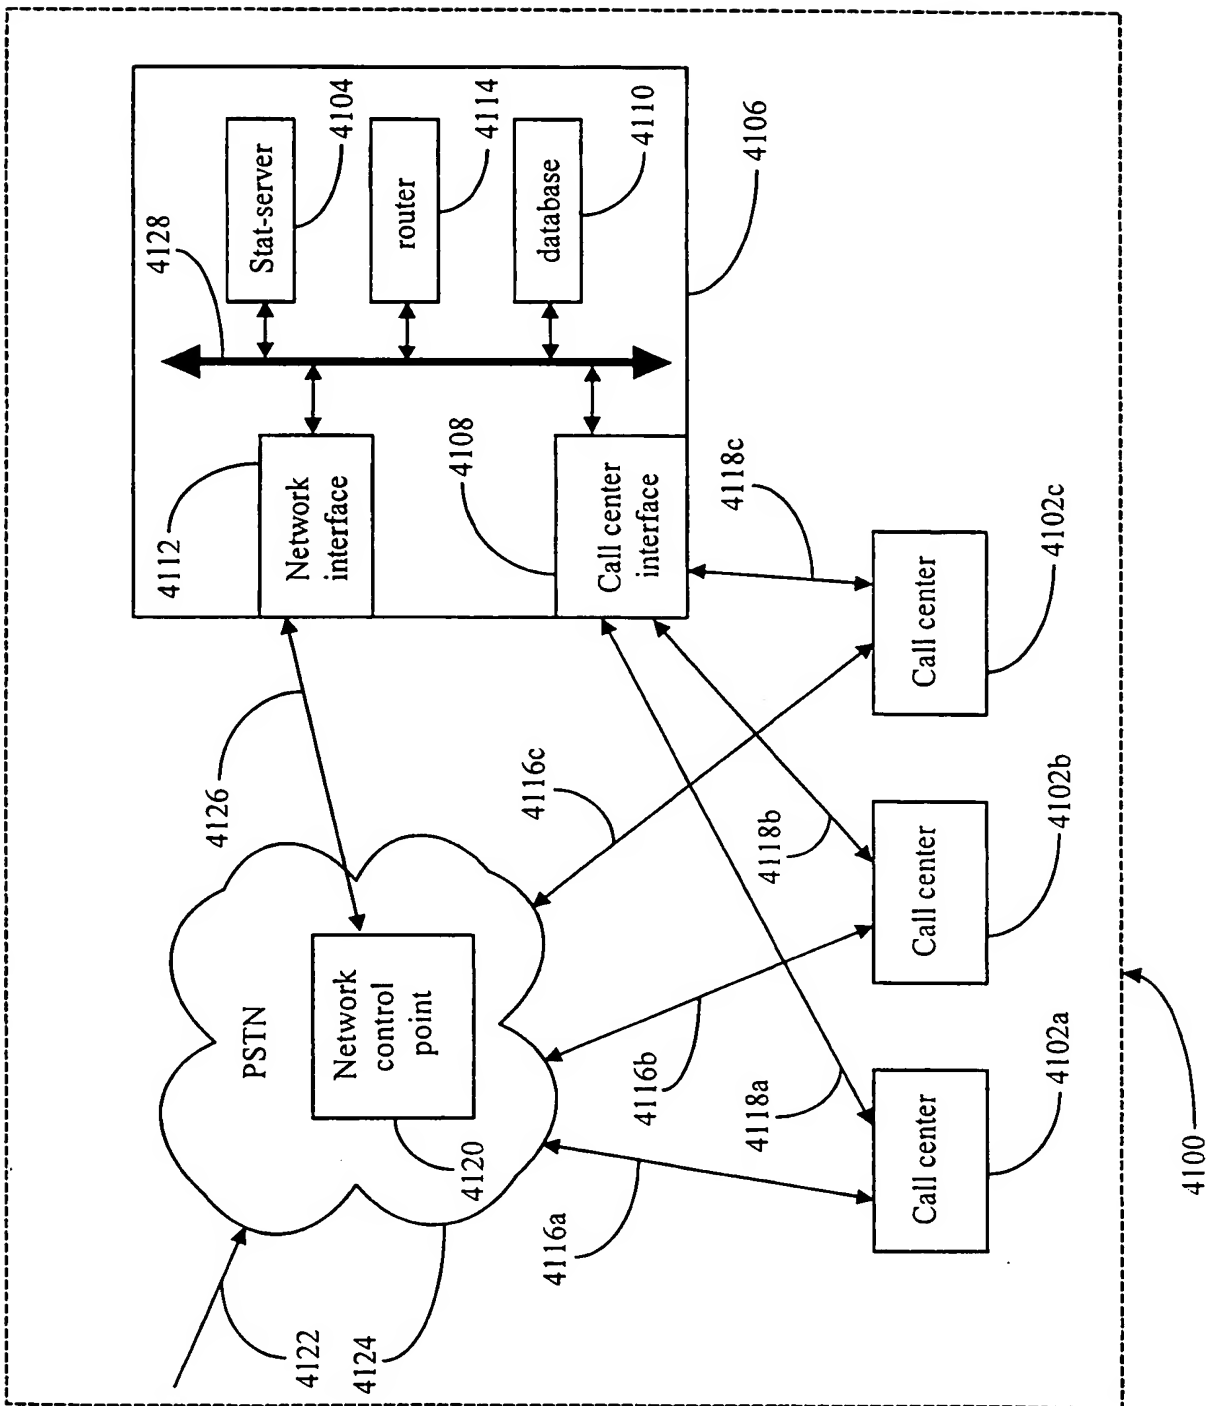 4122
4124
PSTN
Network
control
point
4120
4126
4112
Network
interface
4128
Stat-server
4104
router
4114
database
4110
4106
4108
Call center
interface
4116a
4116b
4116c
4118a
4118b
4118c
Call center
4102a
Call center
4102b
Call center
4102c
4100